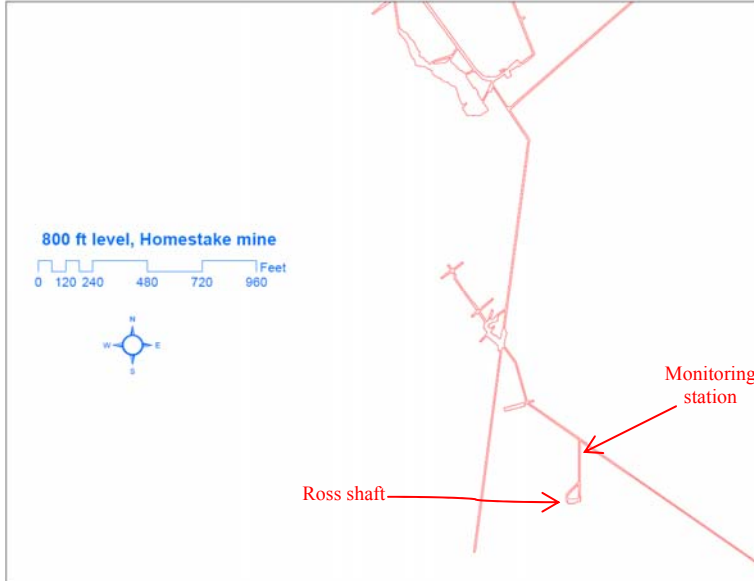 800 ft level, Homestake mine
Feet
0 120 240 480 720 960
N
W E
S
Monitoring
station
Ross shaft